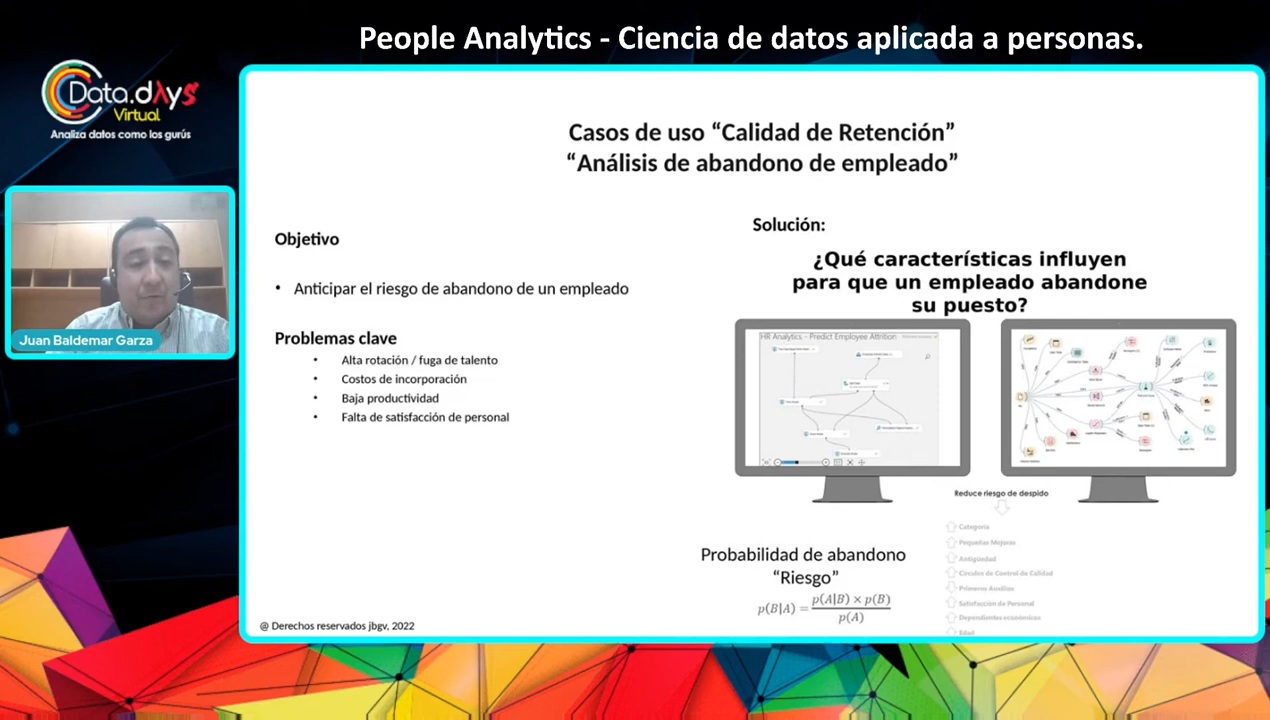 People Analytics - Ciencia de datos aplicada a personas.
Data.dAys
Virtual
Analiza datos como los gurús
Juan Baldemar Garza
Casos de uso “Calidad de Retención”
“Análisis de abandono de empleado”
Objetivo
• Anticipar el riesgo de abandono de un empleado
Problemas clave
• Alta rotación / fuga de talento
• Costos de incorporación
• Baja productividad
• Falta de satisfacción de personal
@ Derechos reservados jbgv, 2022
Solución:
¿Qué características influyen
para que un empleado abandone
su puesto?
HR Analytics - Predict Employee Attrition
Reduce riesgo de despido
Categoría
Pequeñas Mejoras
Antigüedad
Círculos de Control de Calidad
Primeros Auxilios
Satisfacción de Personal
Dependientes económicos
Edad
Probabilidad de abandono
“Riesgo”
p(B|A) = p(A|B) × p(B)
p(A)